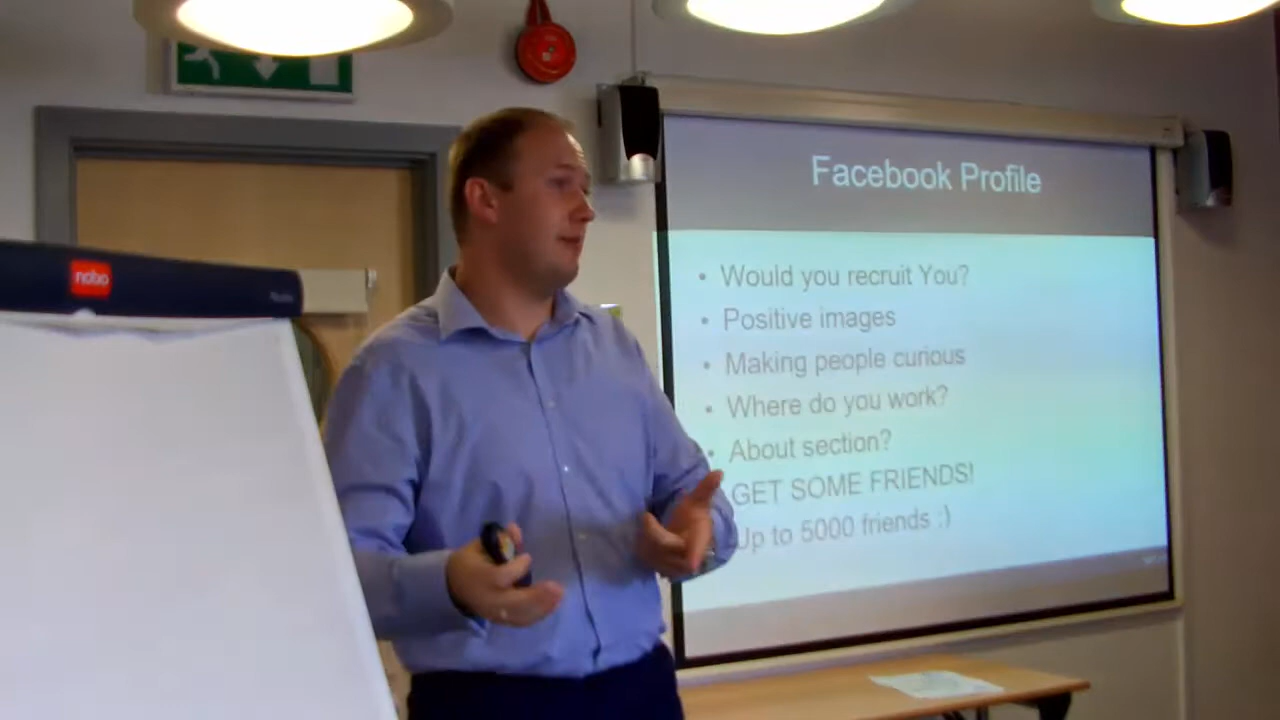 nobo
Facebook Profile
• Would you recruit You?
• Positive images
• Making people curious
• Where do you work?
• About section?
GET SOME FRIENDS!
Up to 5000 friends :)